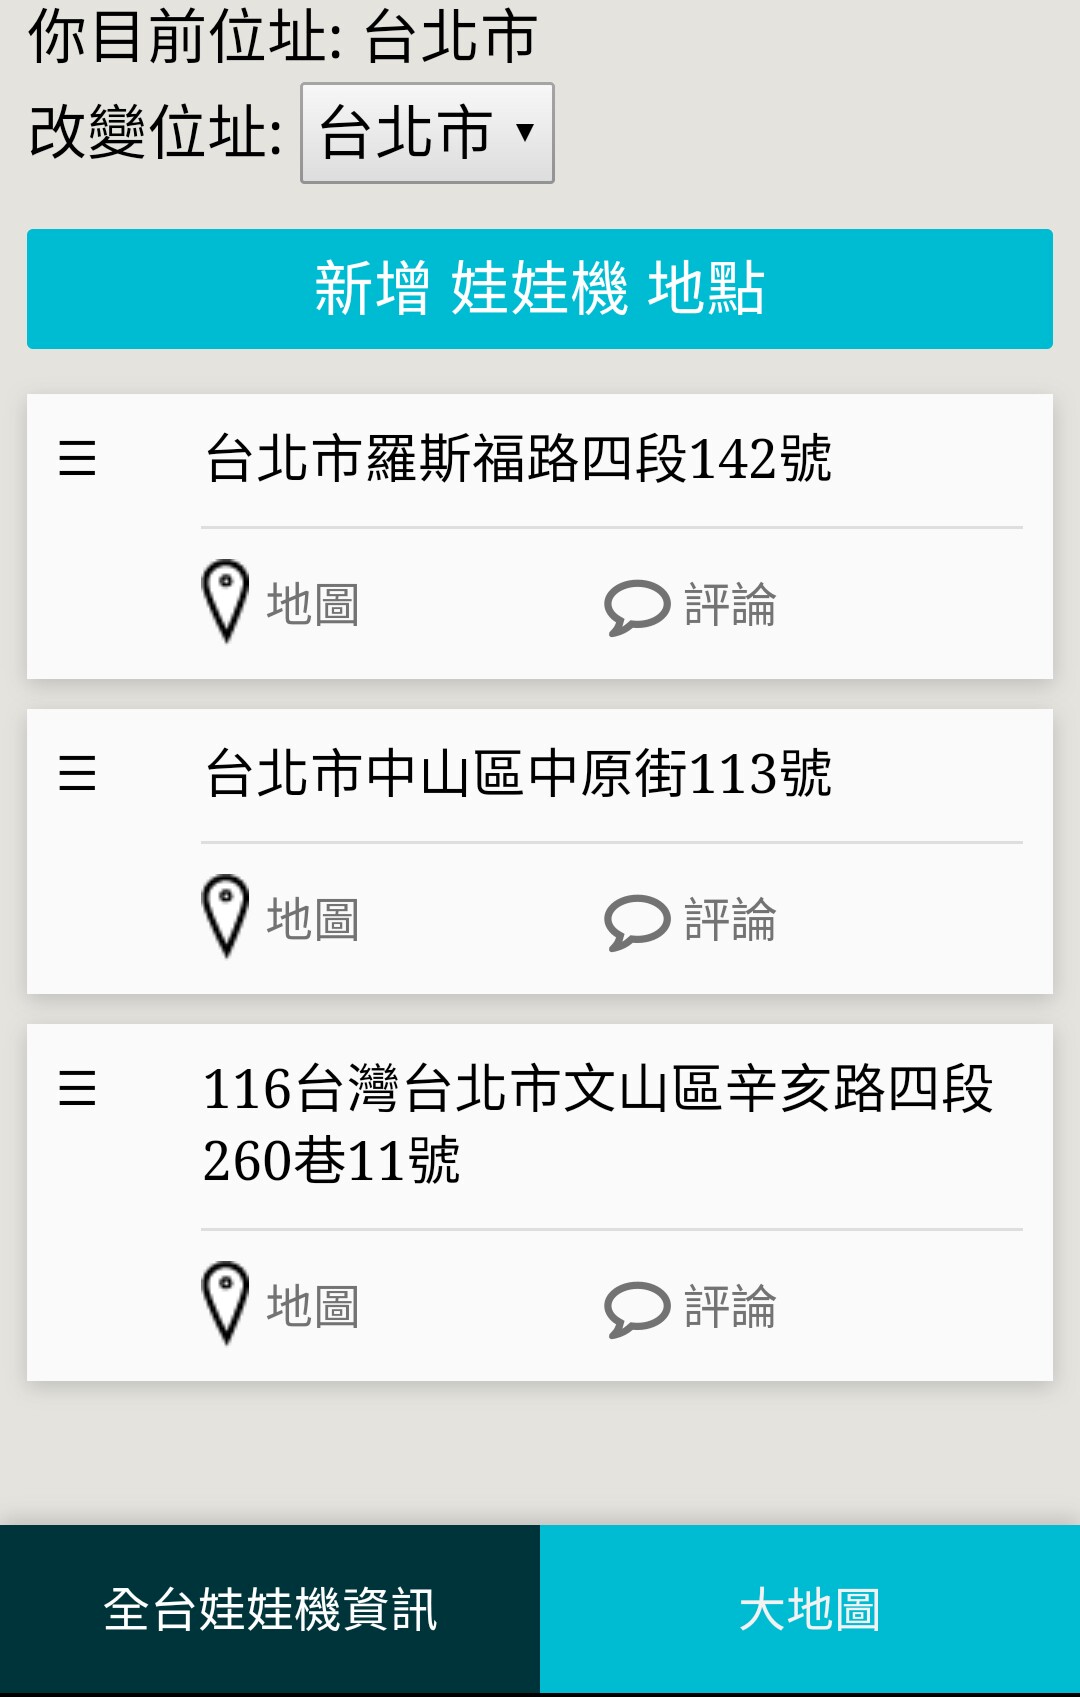 你目前位址: 台北市
改變位址: 台北市
新增 娃娃機 地點
台北市羅斯福路四段142號
地圖 評論
台北市中山區中原街113號
地圖 評論
116台灣台北市文山區辛亥路四段
260巷11號
地圖 評論
全台娃娃機資訊 大地圖